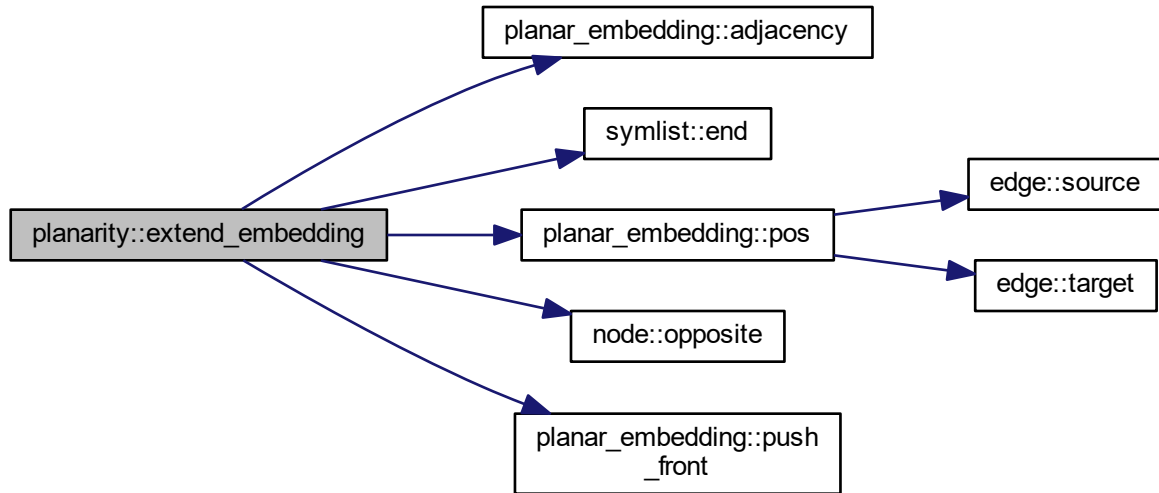 planar_embedding::adjacency
symlist::end
edge::source
planarity::extend_embedding
planar_embedding::pos
edge::target
node::opposite
planar_embedding::push
_front